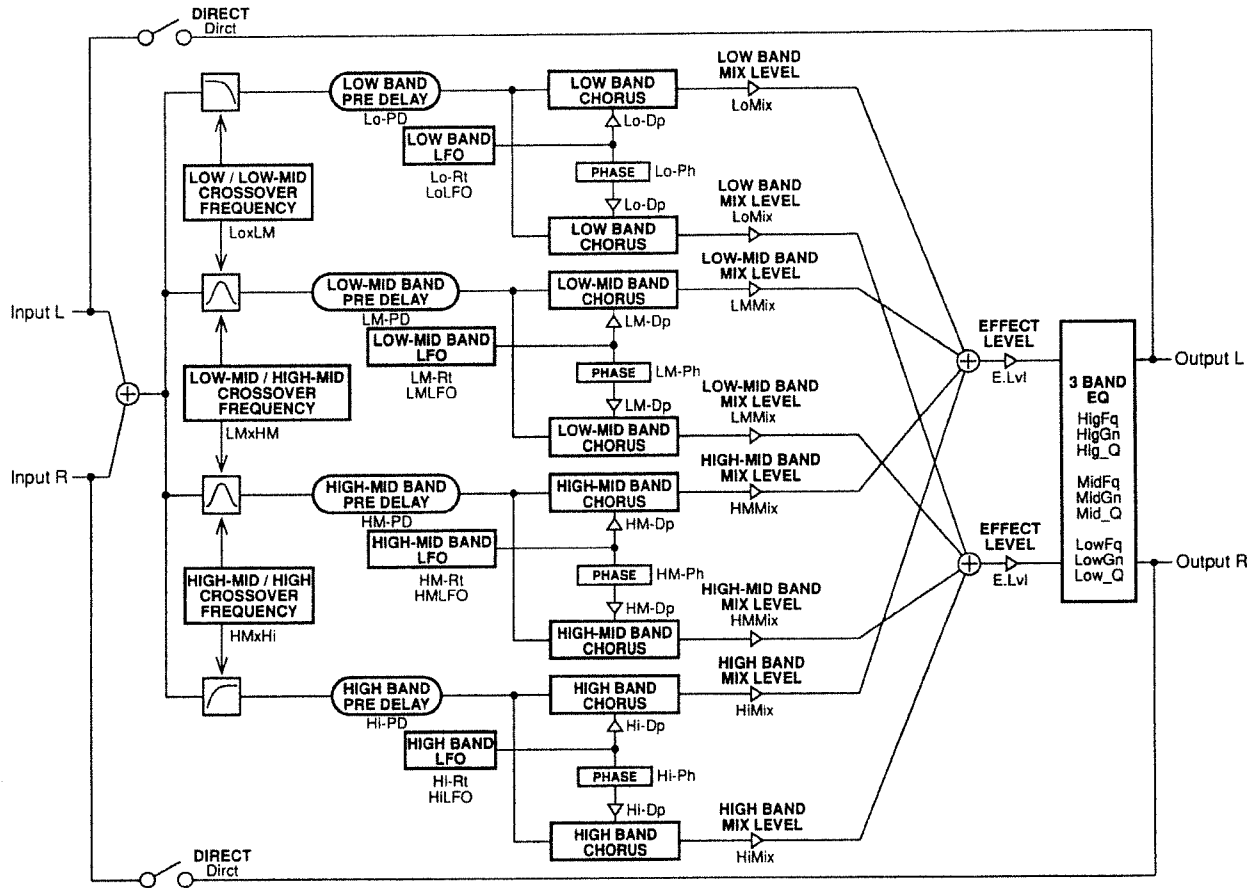 DIRECT
Dirct
LOW BAND
PRE DELAY
Lo-PD
LOW BAND
CHORUS
LOW BAND
MIX LEVEL
LoMix
Lo-Dp
LOW BAND
LFO
Lo-Rt
LoLFO
PHASE
Lo-Ph
LOW / LOW-MID
CROSSOVER
FREQUENCY
LoxLM
Lo-Dp
LOW BAND
CHORUS
LOW BAND
MIX LEVEL
LoMix
LOW-MID BAND
PRE DELAY
LM-PD
LOW-MID BAND
CHORUS
LOW-MID BAND
MIX LEVEL
LMMix
Input L
LM-Dp
LOW-MID BAND
LFO
LM-Rt
LMLFO
PHASE
LM-Ph
LOW-MID / HIGH-MID
CROSSOVER
FREQUENCY
LMxHM
LM-Dp
LOW-MID BAND
CHORUS
LOW-MID BAND
MIX LEVEL
LMMix
EFFECT
LEVEL
E.Lvl
Output L
3 BAND
EQ
HigFq
HigGn
Hig_Q
MidFq
MidGn
Mid_Q
LowFq
LowGn
Low_Q
Input R
HIGH-MID BAND
PRE DELAY
HM-PD
HIGH-MID BAND
CHORUS
HIGH-MID BAND
MIX LEVEL
HMMix
HM-Dp
HIGH-MID BAND
LFO
HM-Rt
HMLFO
PHASE
HM-Ph
EFFECT
LEVEL
E.Lvl
Output R
HIGH-MID / HIGH
CROSSOVER
FREQUENCY
HMxHi
HM-Dp
HIGH-MID BAND
CHORUS
HIGH-MID BAND
MIX LEVEL
HMMix
HIGH BAND
PRE DELAY
Hi-PD
HIGH BAND
CHORUS
HIGH BAND
MIX LEVEL
HiMix
Hi-Dp
HIGH BAND
LFO
Hi-Rt
HiLFO
PHASE
Hi-Ph
Hi-Dp
HIGH BAND
CHORUS
HIGH BAND
MIX LEVEL
HiMix
DIRECT
Dirct